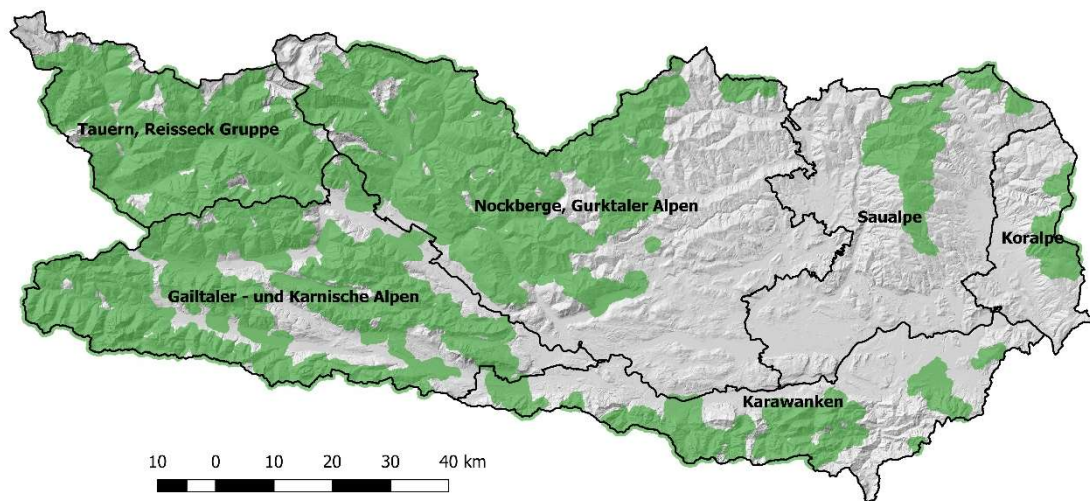 Tauern, Reisseck Gruppe
Nockberge, Gurktaler Alpen
Saualpe
Koralpe
Gailtaler - und Karnische Alpen
Karawanken
10 0 10 20 30 40 km